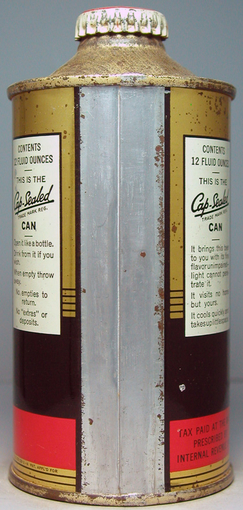 CONTENTS
12 FLUID OUNCES
THIS IS THE
Cap-Sealed
TRADE MARK REG.
CAN
Open it like a bottle.
Drink from it if you
wish.
When empty throw
away.
No empties to
return.
No "extras" or
deposits.
CONTENTS
12 FLUID OUNCES
THIS IS THE
Cap-Sealed
TRADE MARK REG.
CAN
It brings this
to you with its
flavor unimpaired
light cannot
trate it.
It visits no
but yours.
It cools quickly
takes up little
TAX PAID AT THE
PRESCRIBED
INTERNAL REVENUE